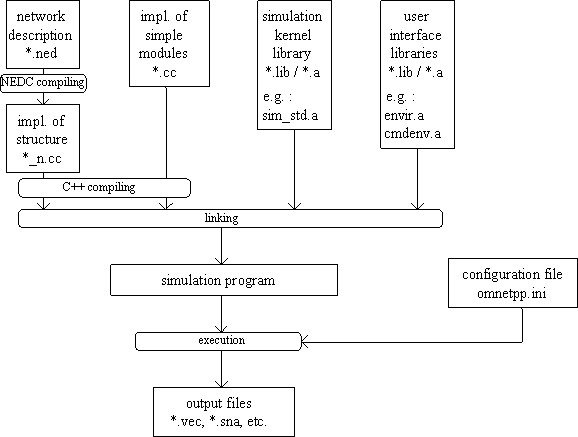 network
description
*.ned
NEDC compiling
impl. of
structure
*_n.cc
impl. of
simple
modules
*.cc
simulation
kernel
library
*.lib / *.a
e.g. :
sim_std.a
user
interface
libraries
*.lib / *.a
e.g. :
envir.a
cmdenv.a
C++ compiling
linking
simulation program
configuration file
omnetpp.ini
execution
output files
*.vec, *.sna, etc.